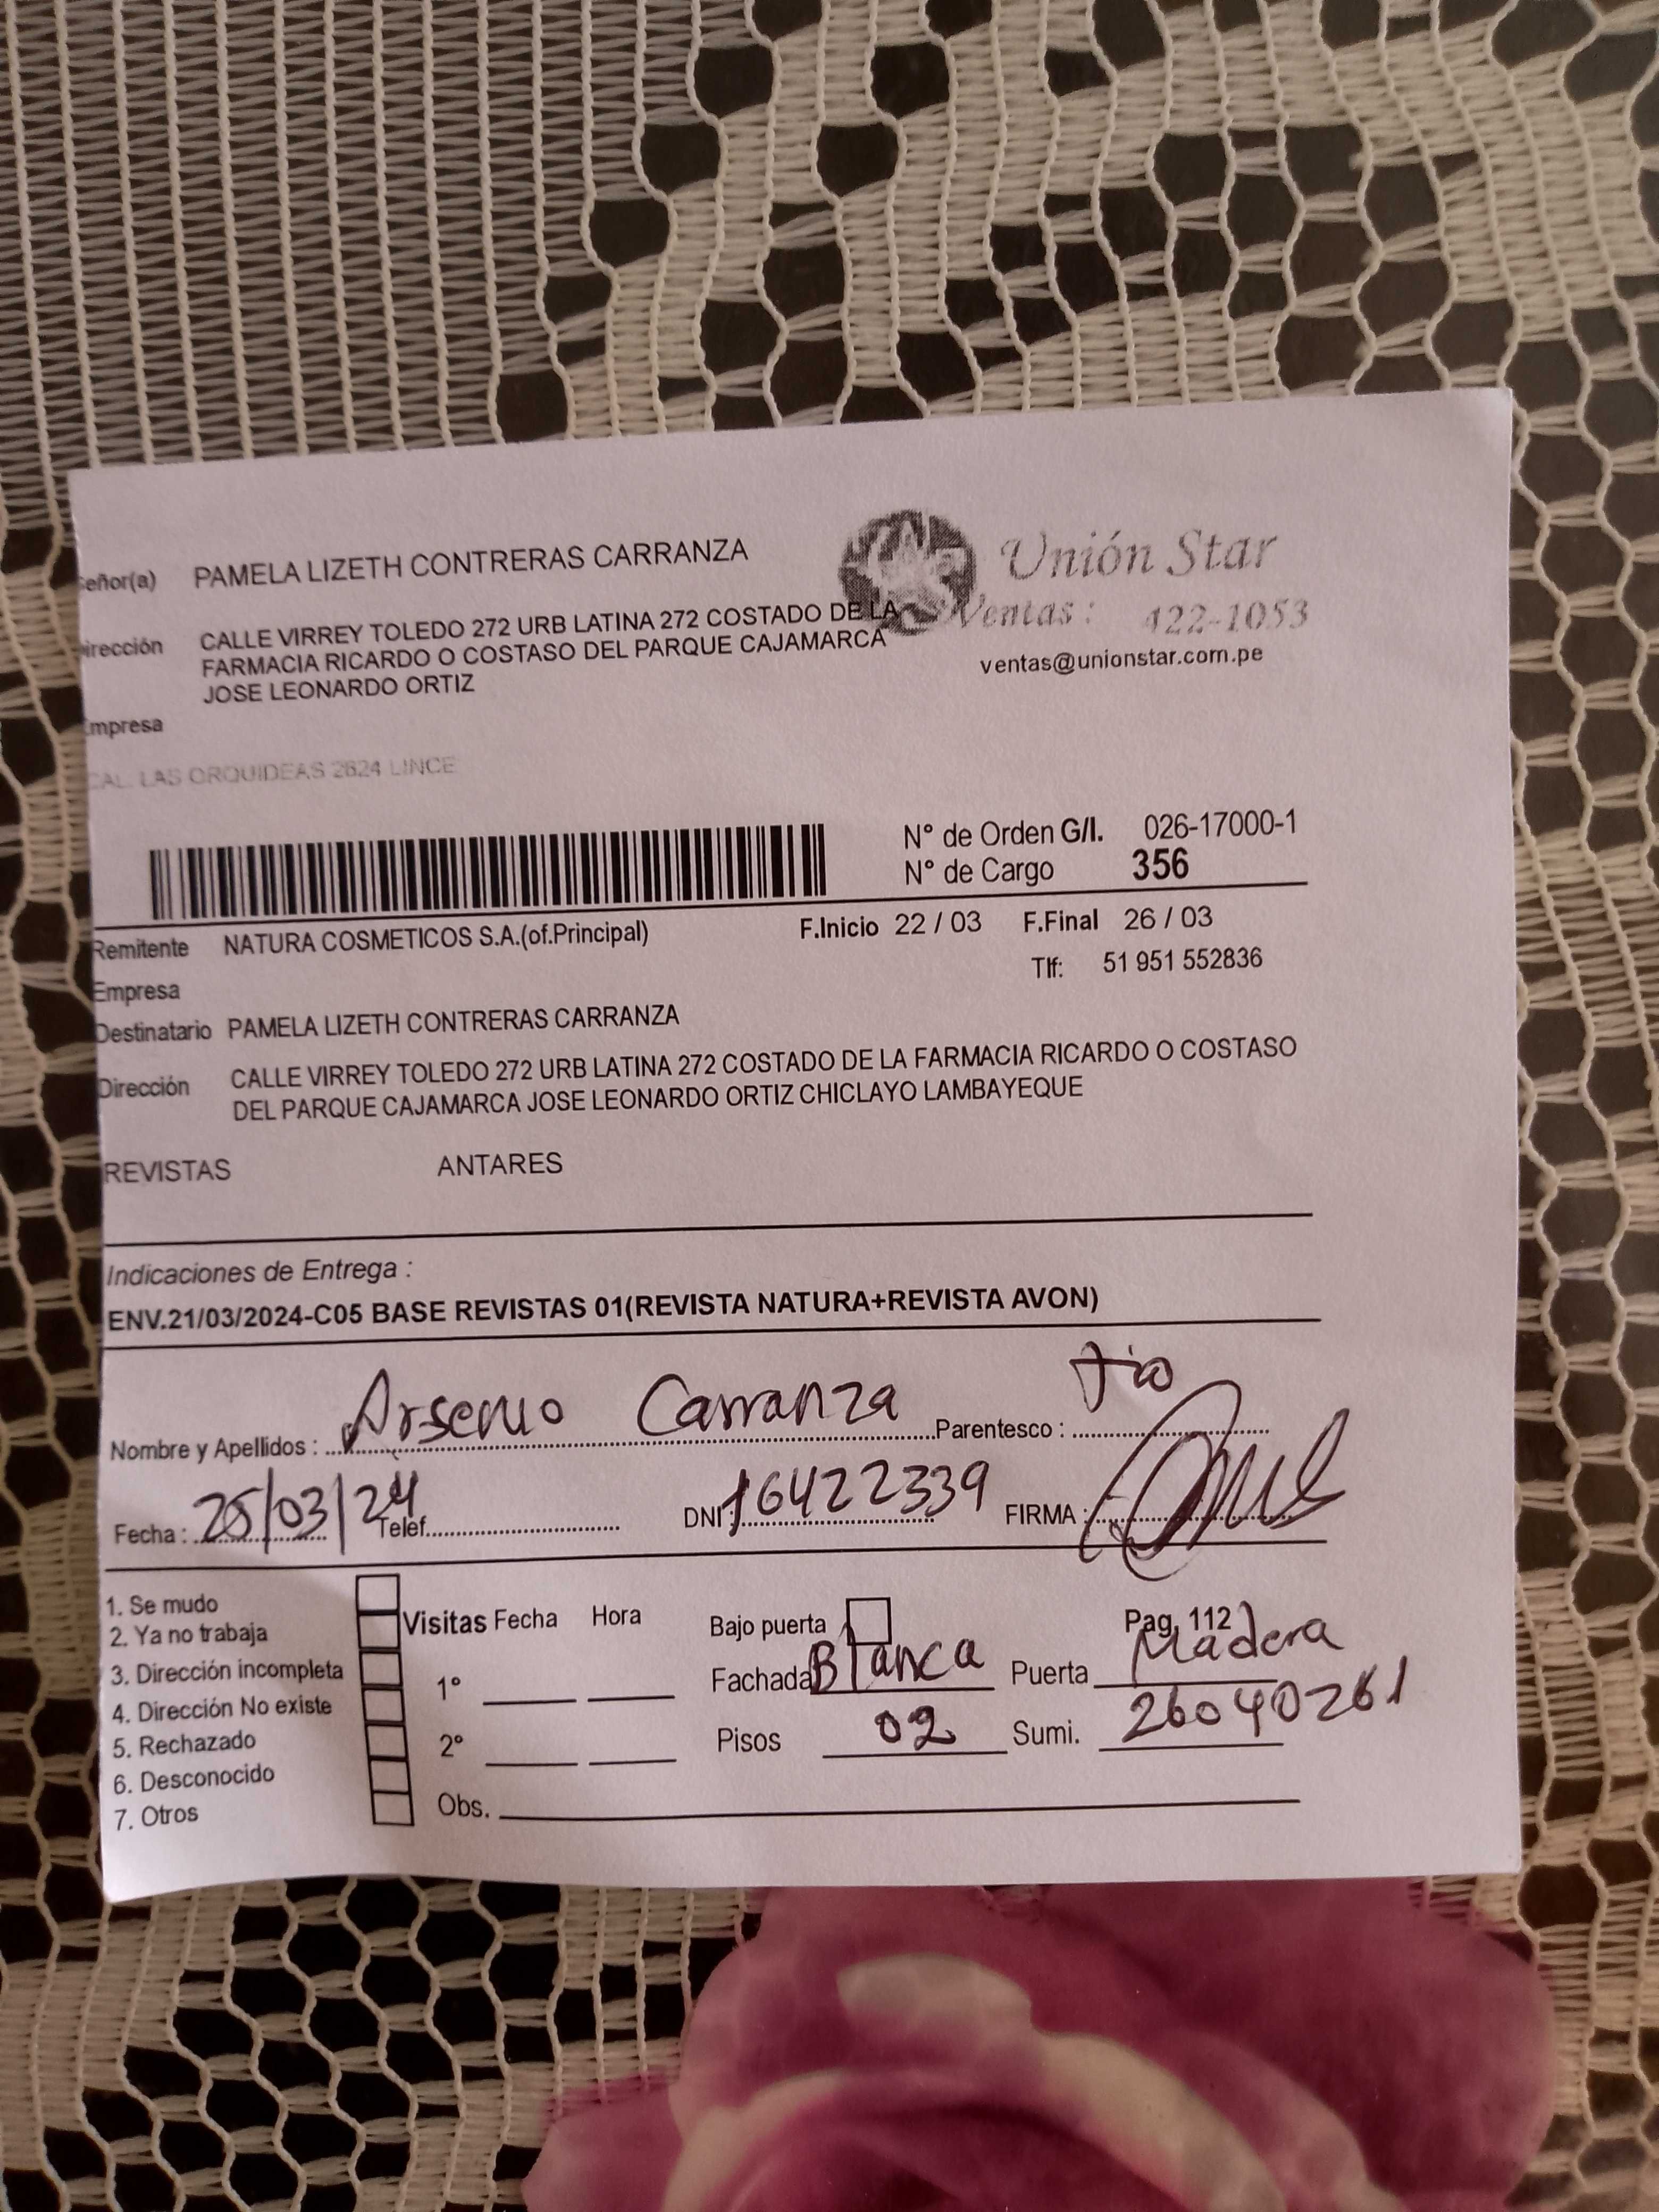 Señor(a) PAMELA LIZETH CONTRERAS CARRANZA
Unión Star
Ventas: 422-1053
ventas@unionstar.com.pe
Dirección CALLE VIRREY TOLEDO 272 URB LATINA 272 COSTADO DE LA
FARMACIA RICARDO O COSTASO DEL PARQUE CAJAMARCA
JOSE LEONARDO ORTIZ
Empresa
CAL. LAS ORQUIDEAS 2624 LINCE
N° de Orden G/I. 026-17000-1
N° de Cargo 356
Remitente NATURA COSMETICOS S.A.(of.Principal) F.Inicio 22 / 03 F.Final 26 / 03
Tlf: 51 951 552836
Empresa
Destinatario PAMELA LIZETH CONTRERAS CARRANZA
Dirección CALLE VIRREY TOLEDO 272 URB LATINA 272 COSTADO DE LA FARMACIA RICARDO O COSTASO
DEL PARQUE CAJAMARCA JOSE LEONARDO ORTIZ CHICLAYO LAMBAYEQUE
REVISTAS ANTARES
Indicaciones de Entrega :
ENV.21/03/2024-C05 BASE REVISTAS 01(REVISTA NATURA+REVISTA AVON)
Nombre y Apellidos : Arsenio Carranza Parentesco : tio
Fecha : 25/03/24 Telef. DNI : 16422339 FIRMA :
1. Se mudo
2. Ya no trabaja
3. Dirección incompleta
4. Dirección No existe
5. Rechazado
6. Desconocido
7. Otros
Visitas Fecha Hora
1°
2°
Obs.
Bajo puerta Pag. 112
Fachada Blanca Puerta Madera
Pisos 02 Sumi. 26040261